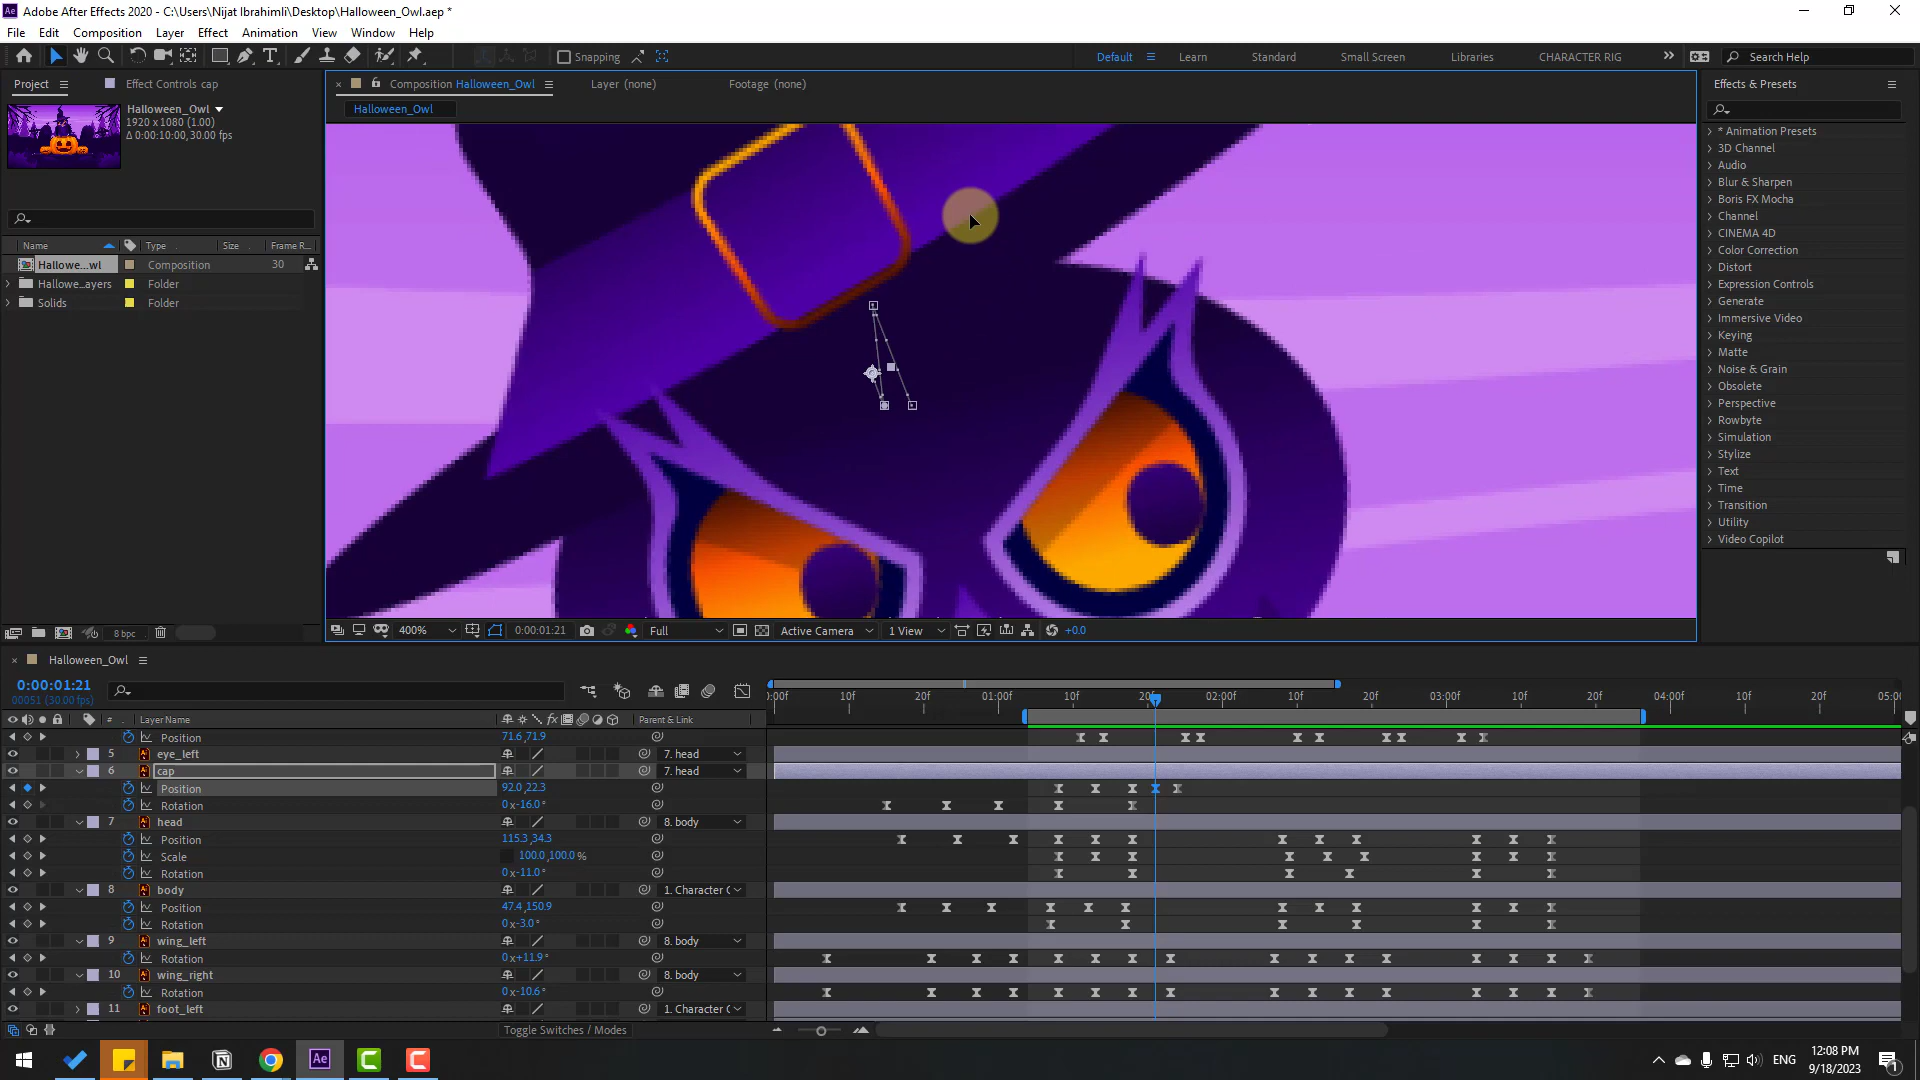 Adobe After Effects 2020 - C:\Users\Nijat Ibrahimli\Desktop\Halloween_Owl.aep *
File Edit Composition Layer Effect Animation View Window Help
Snapping
Default Learn Standard Small Screen Libraries CHARACTER RIG Search Help
Project Effect Controls cap
Composition Halloween_Owl Layer (none) Footage (none)
Effects & Presets
Halloween_Owl
1920 x 1080 (1.00)
Δ 0:00:10:00, 30.00 fps
Halloween_Owl
Name Type Size Frame R...
Hallowe...wl Composition 30
Hallowe..ayers Folder
Solids Folder
* Animation Presets
3D Channel
Audio
Blur & Sharpen
Boris FX Mocha
Channel
CINEMA 4D
Color Correction
Distort
Expression Controls
Generate
Immersive Video
Keying
Matte
Noise & Grain
Obsolete
Perspective
Rowbyte
Simulation
Stylize
Text
Time
Transition
Utility
Video Copilot
8 bpc
400% 0:00:01:21 Full Active Camera 1 View +0.0
Halloween_Owl
0:00:01:21
00051 (30.00 fps)
):00f 10f 20f 01:00f 10f 20f 02:00f 10f 20f 03:00f 10f 20f 04:00f 10f 20f 05:00
# Layer Name fx Parent & Link
Position 71.6,71.9
5 eye_left 7. head
6 cap 7. head
Position 92.0,22.3
Rotation 0x-16.0°
7 head 8. body
Position 115.3,34.3
Scale 100.0,100.0%
Rotation 0x-11.0°
8 body 1. Character (
Position 47.4,150.9
Rotation 0x-3.0°
9 wing_left 8. body
Rotation 0x+11.9°
10 wing_right 8. body
Rotation 0x-10.6°
11 foot_left 1. Character (
Toggle Switches / Modes
ENG
12:08 PM
9/18/2023
1